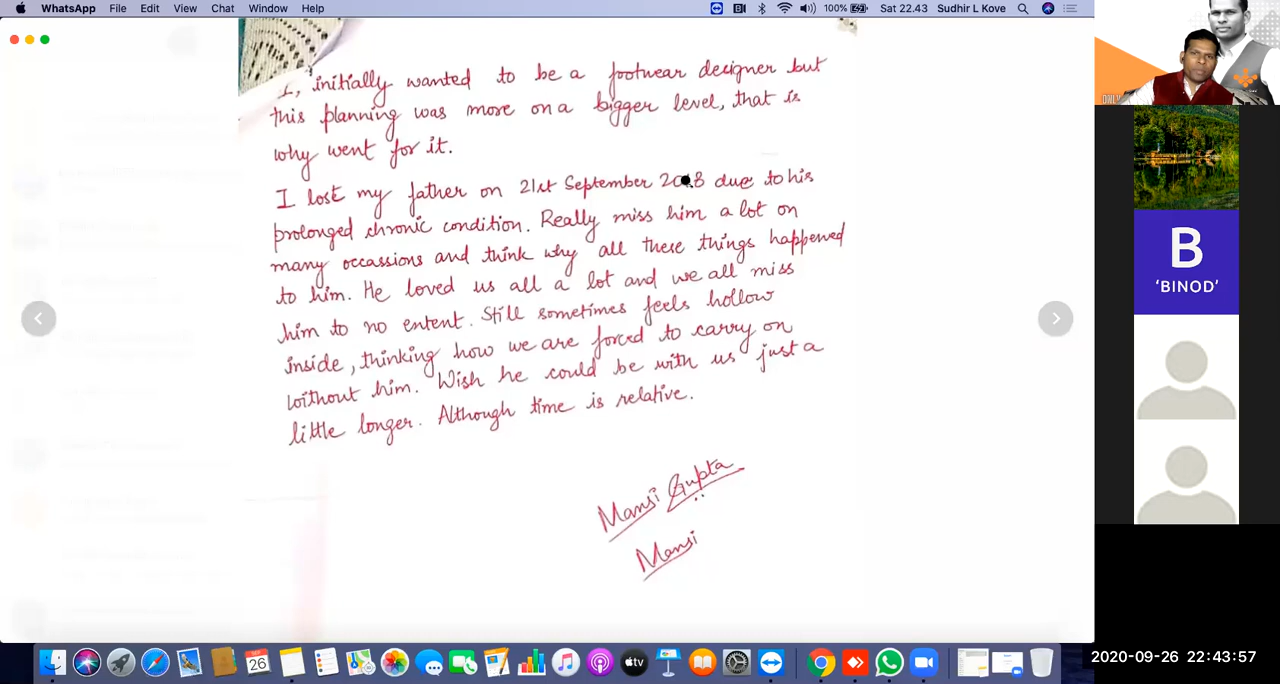 WhatsApp File Edit View Chat Window Help 100% Sat 22.43 Sudhir L Kove
I, initially wanted to be a footwear designer but
this planning was more on a bigger level, that is
why went for it.
I lost my father on 21st September 2018 due to his
prolonged chronic condition. Really miss him a lot on
many occassions and think why all these things happened
to him. He loved us all a lot and we all miss
him to no entent. Still sometimes feels hollow
inside, thinking how we are forced to carry on
without him. Wish he could be with us just a
little longer. Although time is relative.
Mansi Gupta
Mansi
B
'BINOD'
SEP
26
tv
2020-09-26 22:43:57